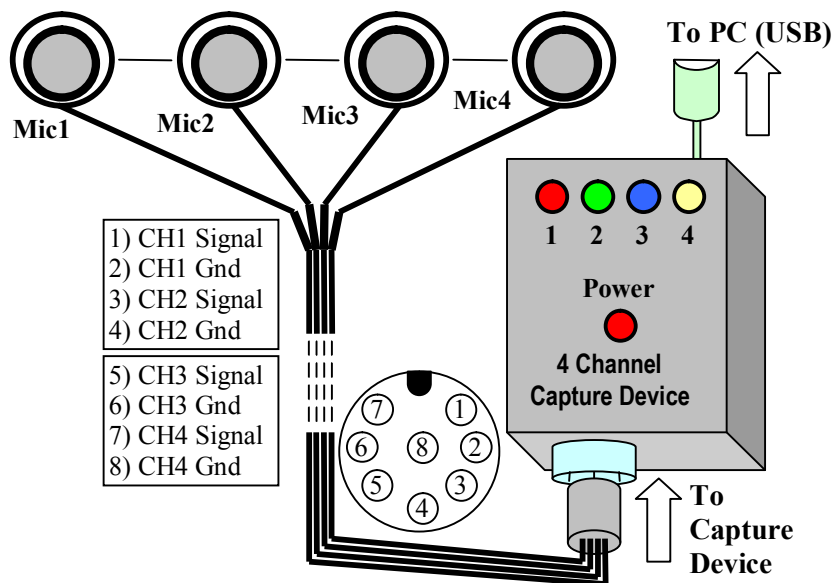 To PC (USB)
Mic1
Mic2
Mic3
Mic4
1 2 3 4
Power
4 Channel
Capture Device
1) CH1 Signal
2) CH1 Gnd
3) CH2 Signal
4) CH2 Gnd
5) CH3 Signal
6) CH3 Gnd
7) CH4 Signal
8) CH4 Gnd
7 1
6 8 2
5 3
4
To
Capture
Device